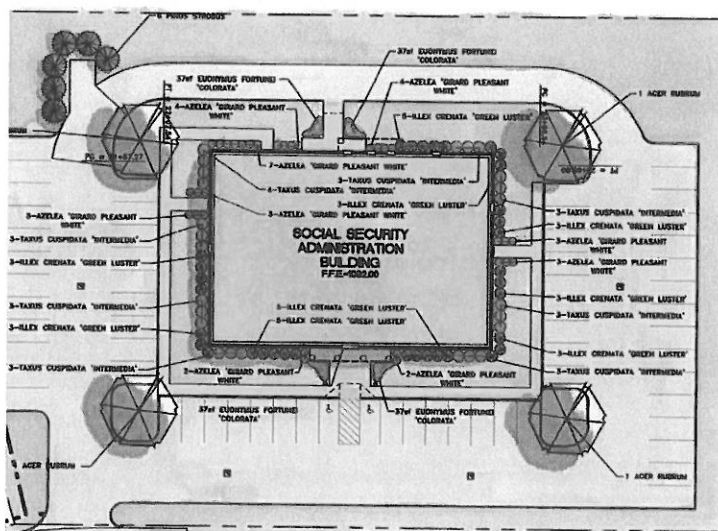 6 PINUS STROBUS
37sf EUONYMUS FORTUNEI
'COLORATA'
37sf EUONYMUS FORTUNEI
'COLORATA'
4-AZELEA 'GIRARD PLEASANT
WHITE'
4-AZELEA 'GIRARD PLEASANT
WHITE'
5-ILLEX CRENATA 'GREEN LUSTER'
1 ACER RUBRUM
RUBRUM
7-AZELEA 'GIRARD PLEASANT WHITE'
3-TAXUS CUSPIDATA 'INTERMEDIA'
4-TAXUS CUSPIDATA 'INTERMEDIA'
3-ILLEX CRENATA 'GREEN LUSTER'
3-AZELEA 'GIRARD PLEASANT WHITE'
3-AZELEA 'GIRARD PLEASANT
WHITE'
3-TAXUS CUSPIDATA 'INTERMEDIA'
3-ILLEX CRENATA 'GREEN LUSTER'
3-TAXUS CUSPIDATA 'INTERMEDIA'
3-ILLEX CRENATA 'GREEN LUSTER'
3-TAXUS CUSPIDATA 'INTERMEDIA'
SOCIAL SECURITY
ADMINSTRATION
BUILDING
F.F.E.=1092.00
3-TAXUS CUSPIDATA 'INTERMEDIA'
3-ILLEX CRENATA 'GREEN LUSTER'
3-AZELEA 'GIRARD PLEASANT
WHITE'
3-AZELEA 'GIRARD PLEASANT
WHITE'
3-ILLEX CRENATA 'GREEN LUSTER'
3-TAXUS CUSPIDATA 'INTERMEDIA'
3-ILLEX CRENATA 'GREEN LUSTER'
3-TAXUS CUSPIDATA 'INTERMEDIA'
ILLEX CRENATA 'GREEN LUSTER'
ILLEX CRENATA 'GREEN LUSTER'
2-AZELEA 'GIRARD PLEASANT
WHITE'
2-AZELEA 'GIRARD PLEASANT
WHITE'
37sf EUONYMUS FORTUNEI
'COLORATA'
37sf EUONYMUS FORTUNEI
'COLORATA'
ACER RUBRUM
1 ACER RUBRUM